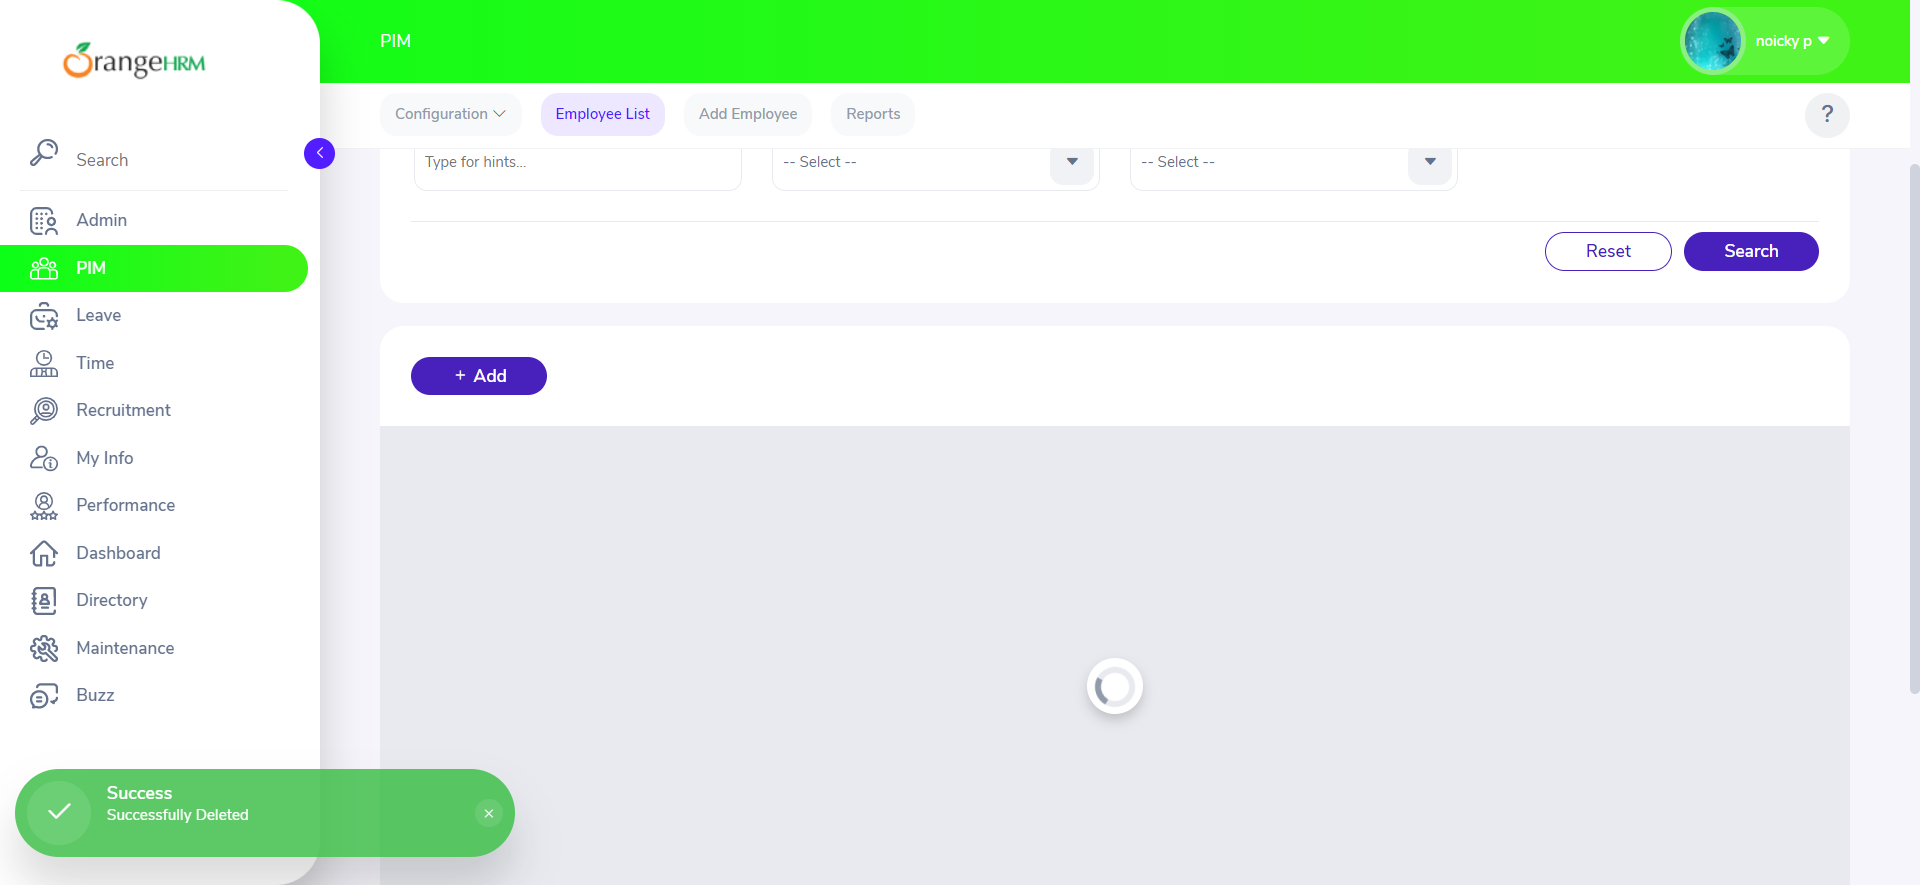 OrangeHRM
PIM
noicky p
Configuration
Employee List
Add Employee
Reports
?
Search
Type for hints...
-- Select --
-- Select --
Reset
Search
+ Add
Admin
PIM
Leave
Time
Recruitment
My Info
Performance
Dashboard
Directory
Maintenance
Buzz
Success
Successfully Deleted